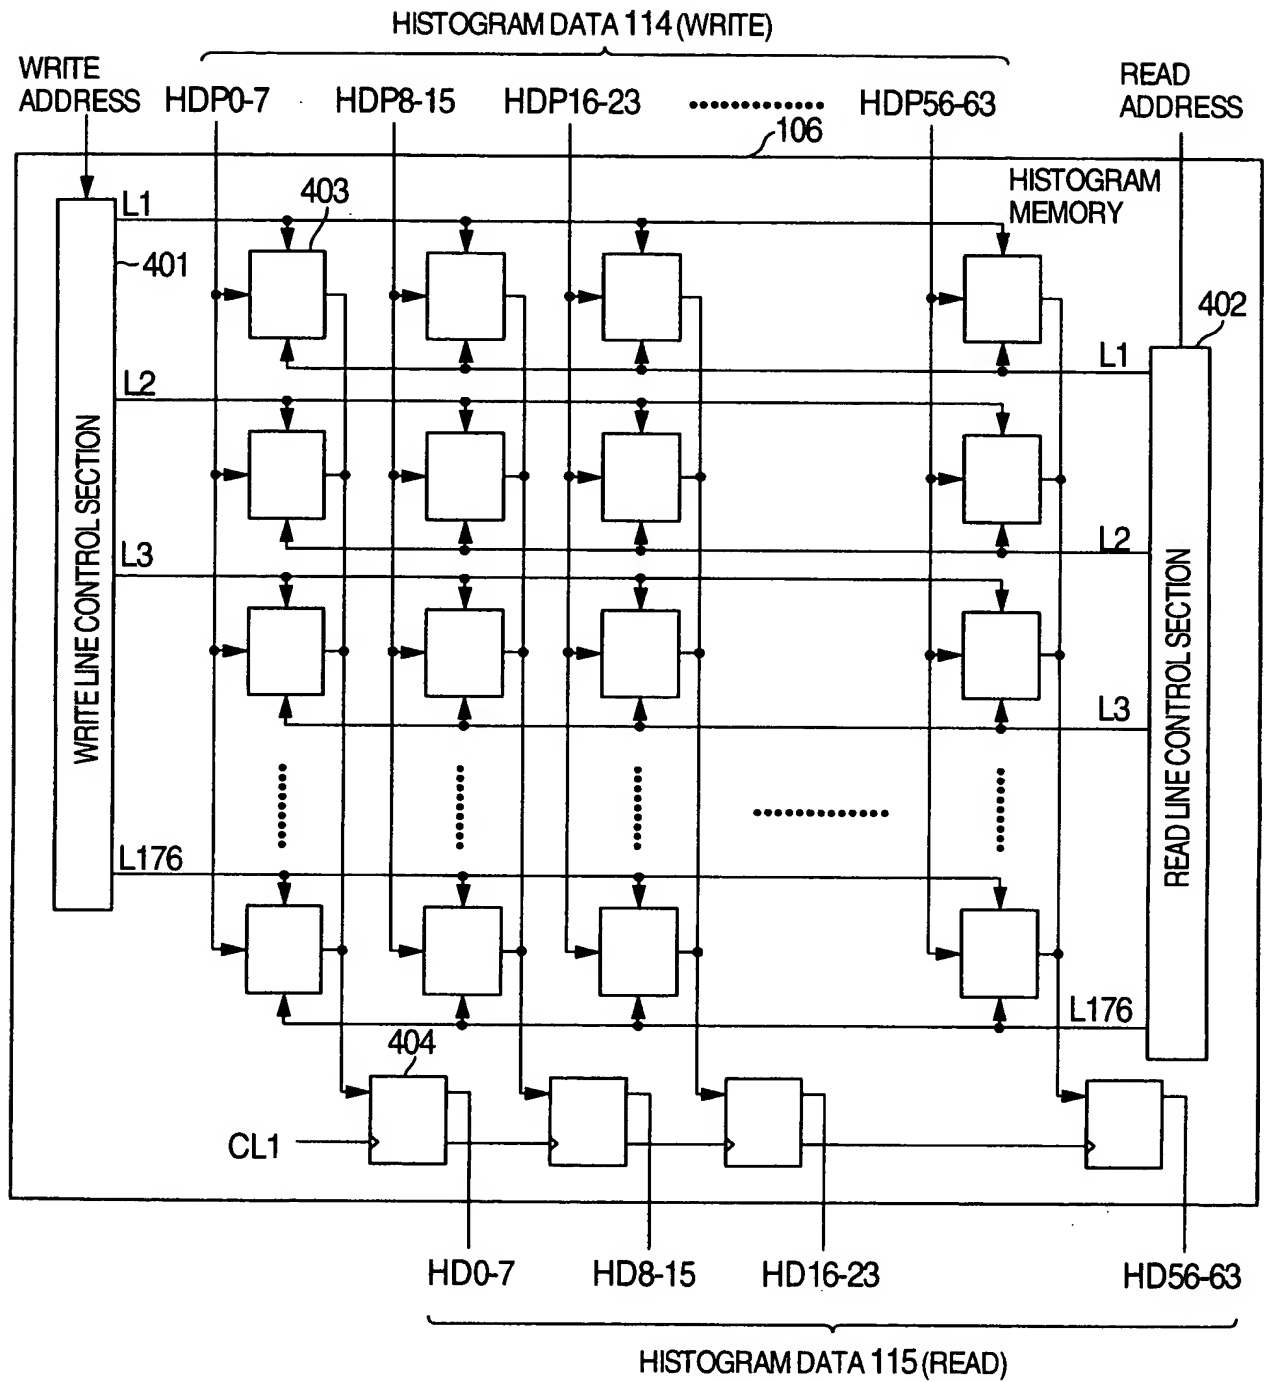 HISTOGRAM DATA 114 (WRITE)
WRITE
ADDRESS
HDP0-7
HDP8-15
HDP16-23
HDP56-63
READ
ADDRESS
106
HISTOGRAM
MEMORY
L1
403
401
402
L1
L2
L2
L3
L3
WRITE LINE CONTROL SECTION
READ LINE CONTROL SECTION
L176
L176
404
CL1
HD0-7
HD8-15
HD16-23
HD56-63
HISTOGRAM DATA 115 (READ)